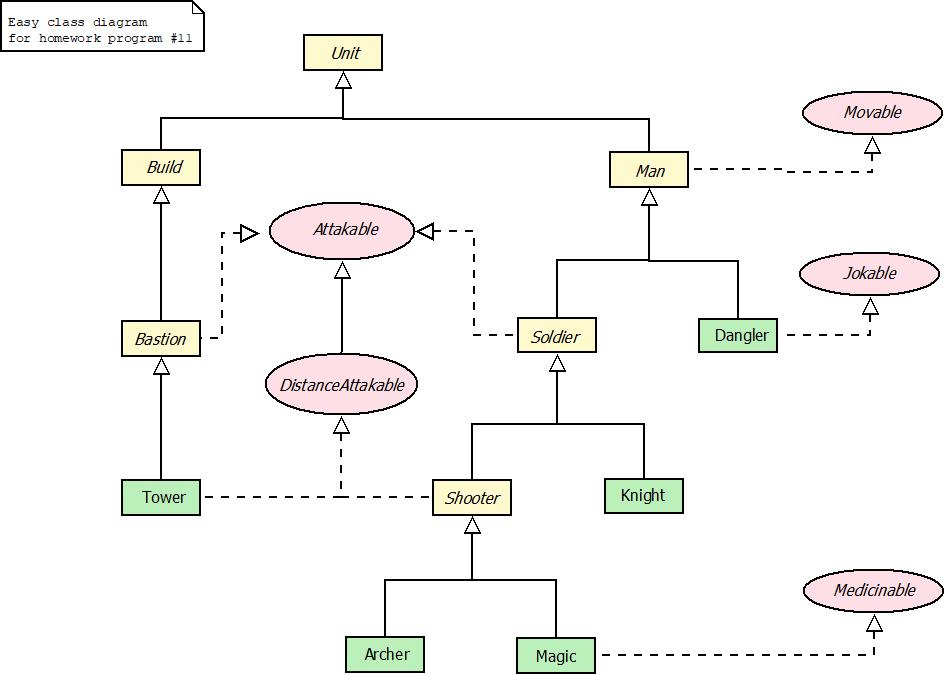 Easy class diagram
for homework program #11
Unit
Movable
Build
Man
Attakable
Jokable
Bastion
Soldier
Dangler
DistanceAttakable
Tower
Shooter
Knight
Medicinable
Archer
Magic